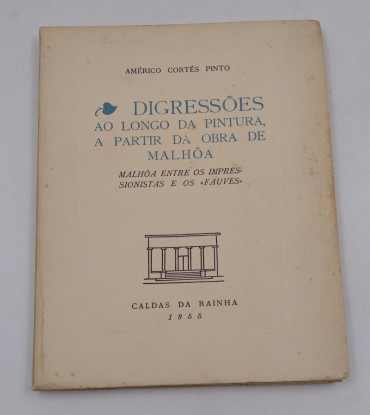 AMÉRICO CORTÊS PINTO
DIGRESSÕES
AO LONGO DA PINTURA,
A PARTIR DA OBRA DE
MALHÔA
MALHÔA ENTRE OS IMPRES-
SIONISTAS E OS «FAUVES»
CALDAS DA RAINHA
1955